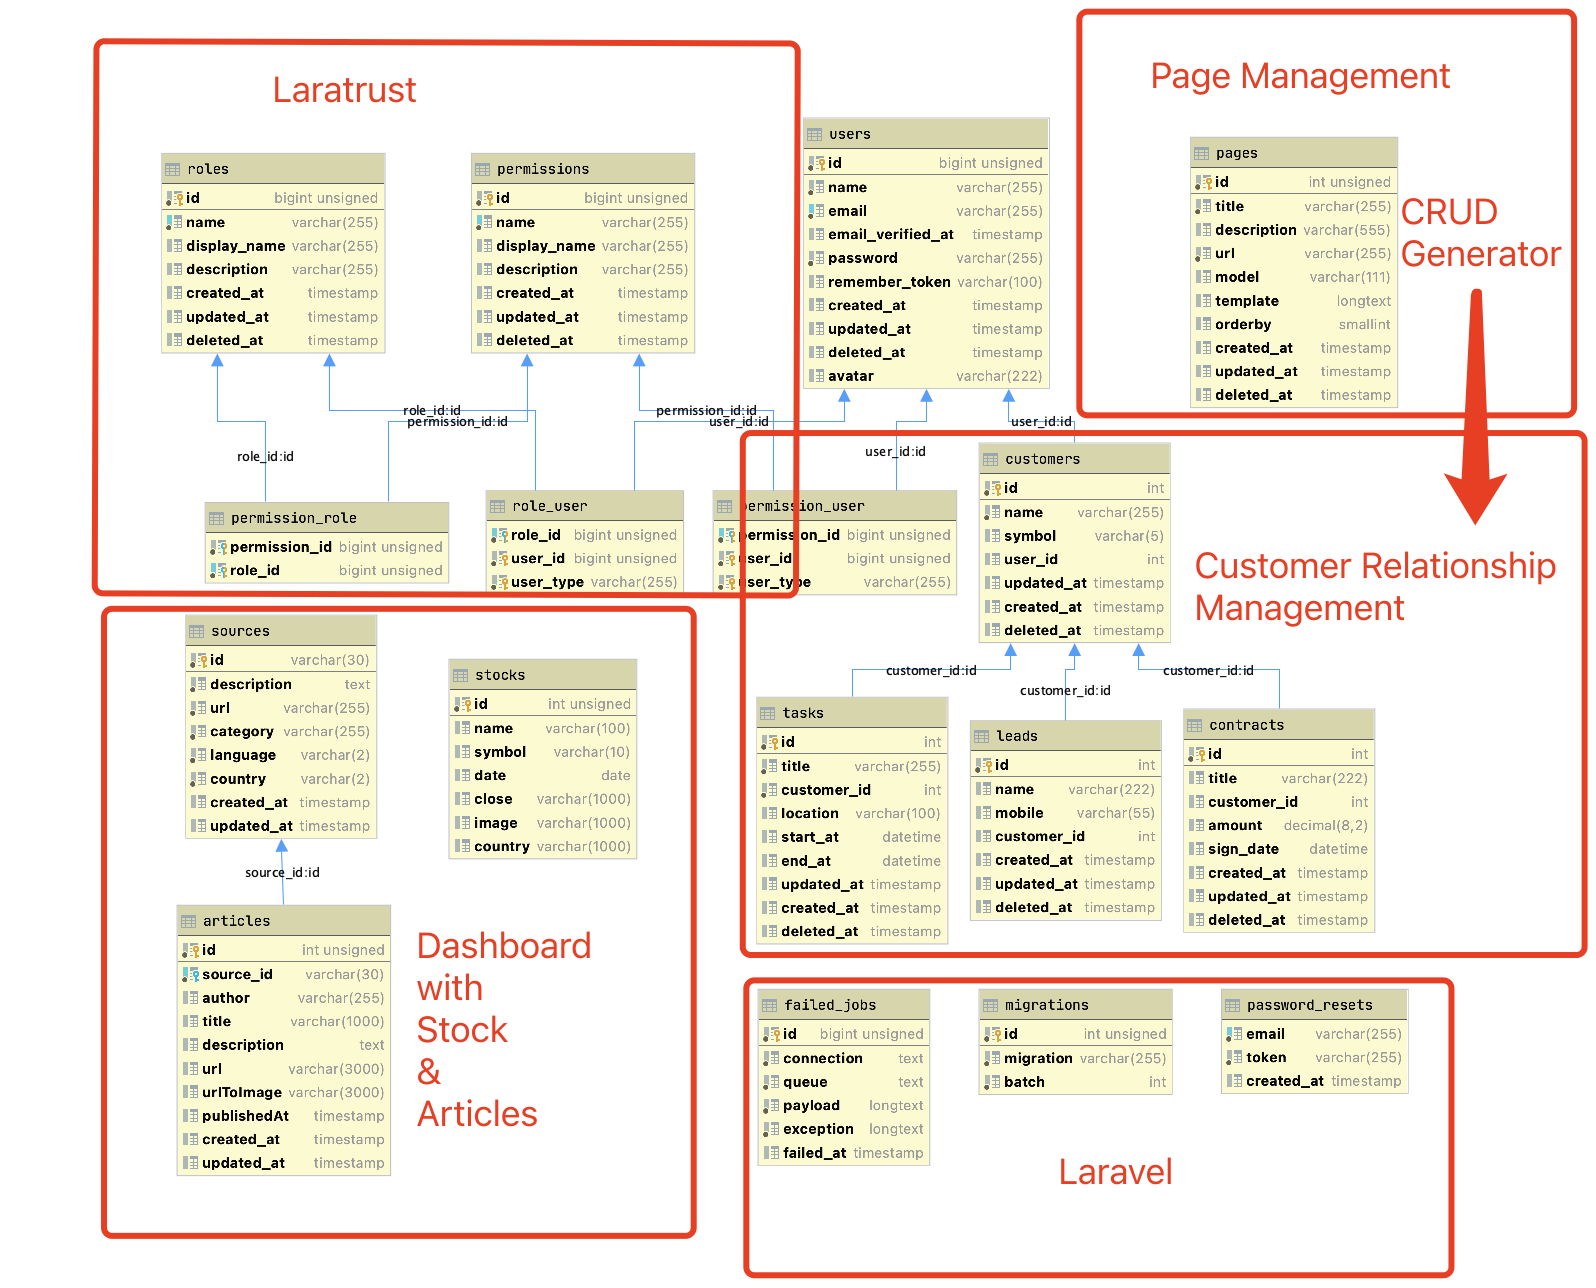 Laratrust
roles
id bigint unsigned
name varchar(255)
display_name varchar(255)
description varchar(255)
created_at timestamp
updated_at timestamp
deleted_at timestamp
permissions
id bigint unsigned
name varchar(255)
display_name varchar(255)
description varchar(255)
created_at timestamp
updated_at timestamp
deleted_at timestamp
users
id bigint unsigned
name varchar(255)
email varchar(255)
email_verified_at timestamp
password varchar(255)
remember_token varchar(100)
created_at timestamp
updated_at timestamp
deleted_at timestamp
avatar varchar(222)
Page Management
pages
id int unsigned
title varchar(255)
description varchar(555)
url varchar(255)
model varchar(111)
template longtext
orderby smallint
created_at timestamp
updated_at timestamp
deleted_at timestamp
CRUD
Generator
role_id:id
permission_id:id
role_id:id
permission_id:id
user_id:id
user_id:id
user_id:id
permission_role
permission_id bigint unsigned
role_id bigint unsigned
role_user
role_id bigint unsigned
user_id bigint unsigned
user_type varchar(255)
permission_user
permission_id bigint unsigned
user_id bigint unsigned
user_type varchar(255)
customers
id int
name varchar(255)
symbol varchar(5)
user_id int
updated_at timestamp
created_at timestamp
deleted_at timestamp
Customer Relationship
Management
customer_id:id
customer_id:id
customer_id:id
tasks
id int
title varchar(255)
customer_id int
location varchar(100)
start_at datetime
end_at datetime
updated_at timestamp
created_at timestamp
deleted_at timestamp
leads
id int
name varchar(222)
mobile varchar(55)
customer_id int
created_at timestamp
updated_at timestamp
deleted_at timestamp
contracts
id int
title varchar(222)
customer_id int
amount decimal(8,2)
sign_date datetime
created_at timestamp
updated_at timestamp
deleted_at timestamp
sources
id varchar(30)
description text
url varchar(255)
category varchar(255)
language varchar(2)
country varchar(2)
created_at timestamp
updated_at timestamp
stocks
id int unsigned
name varchar(100)
symbol varchar(10)
date date
close varchar(1000)
image varchar(1000)
country varchar(1000)
source_id:id
articles
id int unsigned
source_id varchar(30)
author varchar(255)
title varchar(1000)
description text
url varchar(3000)
urlToImage varchar(3000)
publishedAt timestamp
created_at timestamp
updated_at timestamp
Dashboard
with
Stock
&
Articles
failed_jobs
id bigint unsigned
connection text
queue text
payload longtext
exception longtext
failed_at timestamp
migrations
id int unsigned
migration varchar(255)
batch int
password_resets
email varchar(255)
token varchar(255)
created_at timestamp
Laravel